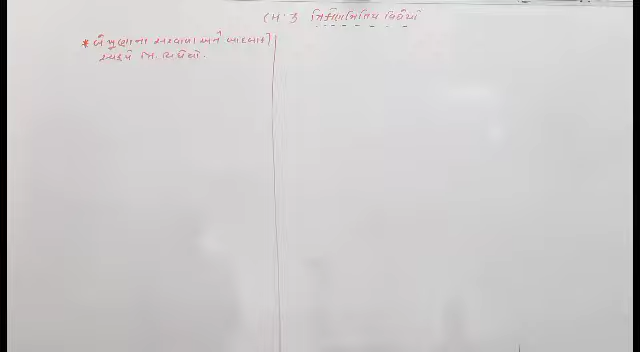 CH:3 ત્રિકોણમિતિય વિધેયો
* બે ખૂણાના સરવાળા અને બાદબાકી
સ્વરૂપે ત્રિ. વિધેયો.